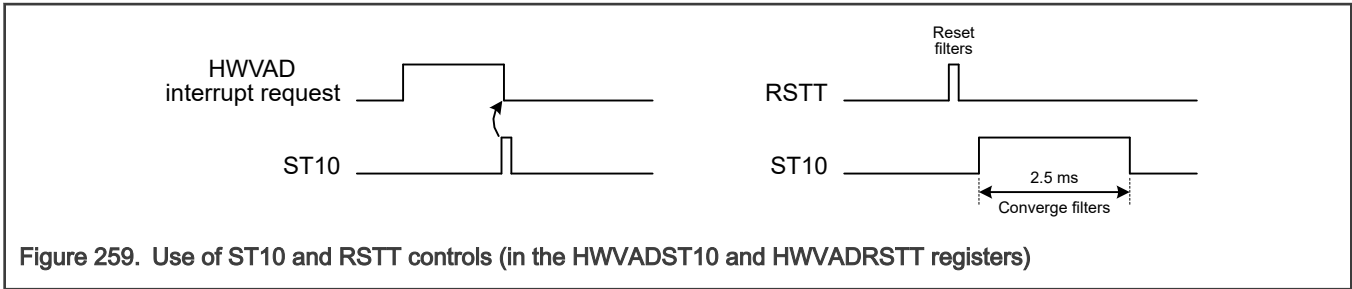 HWVAD
interrupt request
ST10
Reset
filters
RSTT
ST10
2.5 ms
Converge filters
Figure 259. Use of ST10 and RSTT controls (in the HWVADST10 and HWVADRSTT registers)